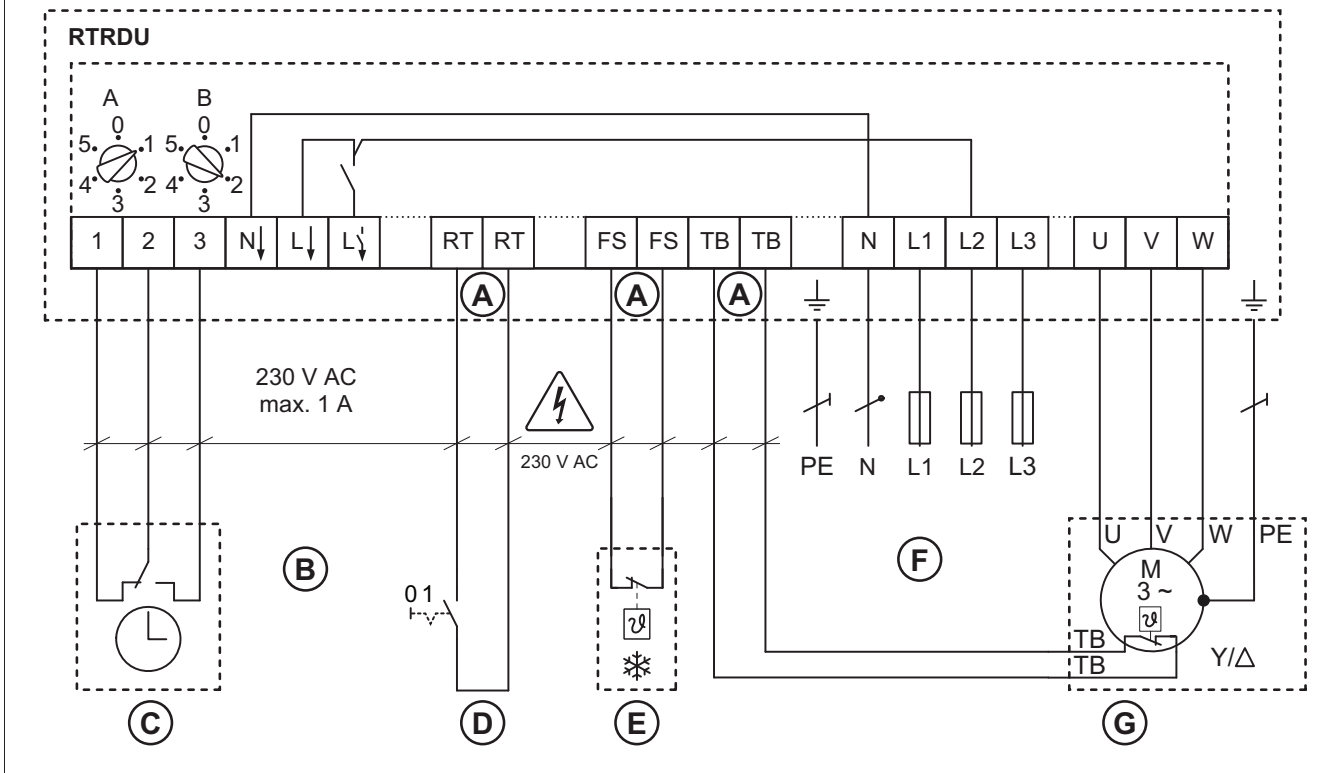 RTRDU
A B
0 0
5 1 5 1
4 2 4 2
3 3
1 2 3 N L L RT RT FS FS TB TB N L1 L2 L3 U V W
A A A
230 V AC
max. 1 A
230 V AC
PE N L1 L2 L3
U V W PE
M
3 ~
ϑ
B F
0 1
ϑ
TB
TB
Y/△
C D E G